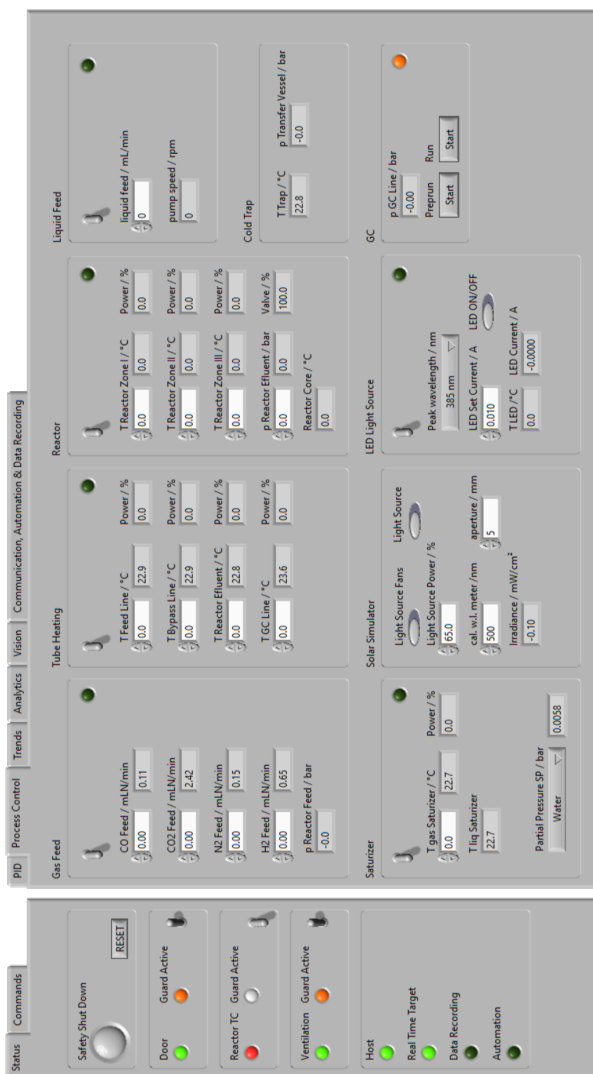 Status
Commands
Safety Shut Down
RESET
Door
Guard Active
Reactor TC
Guard Active
Ventilation
Guard Active
Host
Real Time Target
Data Recording
Automation
PID
Process Control
Trends
Analytics
Vision
Communication, Automation & Data Recording
Gas Feed
CO Feed / mLN/min
0.00
0.11
CO2 Feed / mLN/min
0.00
2.42
N2 Feed / mLN/min
0.00
0.15
H2 Feed / mLN/min
0.00
0.65
p Reactor Feed / bar
-0.0
Tube Heating
T Feed Line / °C
Power / %
0.0
22.9
0.0
T Bypass Line / °C
Power / %
0.0
22.9
0.0
T Reactor Efluent / °C
Power / %
0.0
22.8
0.0
T GC Line / °C
Power / %
0.0
23.6
0.0
Reactor
T Reactor Zone I / °C
Power / %
0.0
0.0
0.0
T Reactor Zone II / °C
Power / %
0.0
0.0
0.0
T Reactor Zone III / °C
Power / %
0.0
0.0
0.0
p Reactor Efluent / bar
Valve / %
0.0
0.0
100.0
Reactor Core / °C
0.0
Liquid Feed
liquid feed / mL/min
0
pump speed / rpm
0
Cold Trap
T Trap / °C
p Transfer Vessel / bar
22.8
-0.0
Saturizer
T gas Saturizer / °C
Power / %
0.0
22.7
0.0
T liq Saturizer
22.7
Partial Pressure SP / bar
Water
0.0058
Solar Simulator
Light Source Fans
Light Source
Light Source Power / %
65.0
cal. w.l. meter /nm
aperture / mm
500
5
Irradiance / mW/cm²
-0.10
LED Light Source
Peak wavelength / nm
385 nm
LED Set Current / A
LED ON/OFF
0.010
T LED /°C
LED Current / A
0.0
-0.0000
GC
p GC Line / bar
-0.00
Preprun
Run
Start
Start